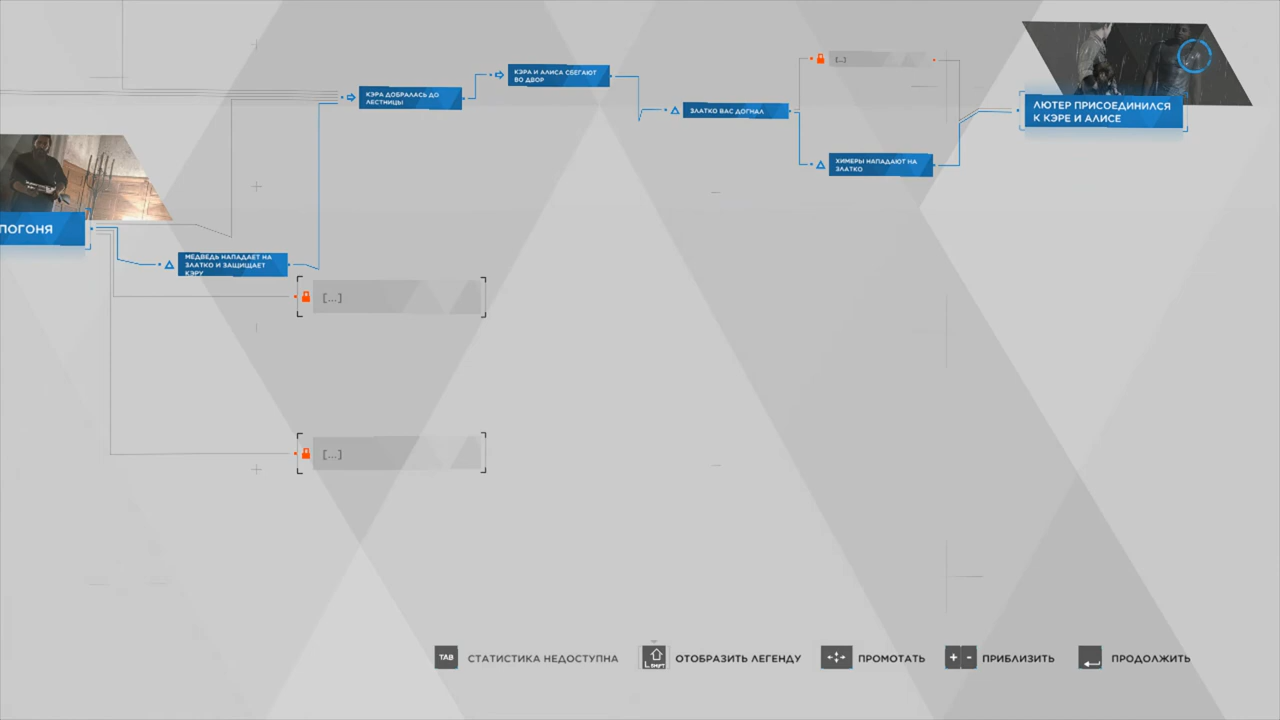 КЭРА И АЛИСА СБЕГАЮТ
ВО ДВОР
[...]
КЭРА ДОБРАЛАСЬ ДО
ЛЕСТНИЦЫ
ЗЛАТКО ВАС ДОГНАЛ
ЛЮТЕР ПРИСОЕДИНИЛСЯ
К КЭРЕ И АЛИСЕ
ХИМЕРЫ НАПАДАЮТ НА
ЗЛАТКО
ПОГОНЯ
МЕДВЕДЬ НАПАДАЕТ НА
ЗЛАТКО И ЗАЩИЩАЕТ
КЭРУ
[...]
[...]
TAB СТАТИСТИКА НЕДОСТУПНА
L SHIFT ОТОБРАЗИТЬ ЛЕГЕНДУ
ПРОМОТАТЬ
+ - ПРИБЛИЗИТЬ
ПРОДОЛЖИТЬ